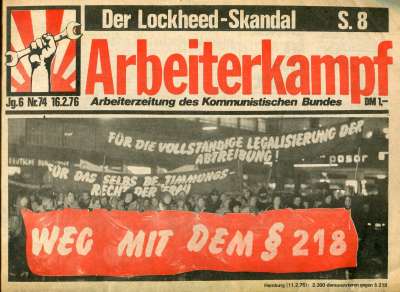 Der Lockheed-Skandal S. 8
Arbeiterkampf
Jg.6 Nr.74 16.2.76 Arbeiterzeitung des Kommunistischen Bundes DM 1,-
FÜR DIE VOLLSTÄNDIGE LEGALISIERUNG DER
ABTREIBUNG!
FÜR DAS SELBSTBESTIMMUNGS-
RECHT DER FRAU
WEG MIT DEM § 218
Hamburg (11.2.76): 2.300 demonstrieren gegen § 218